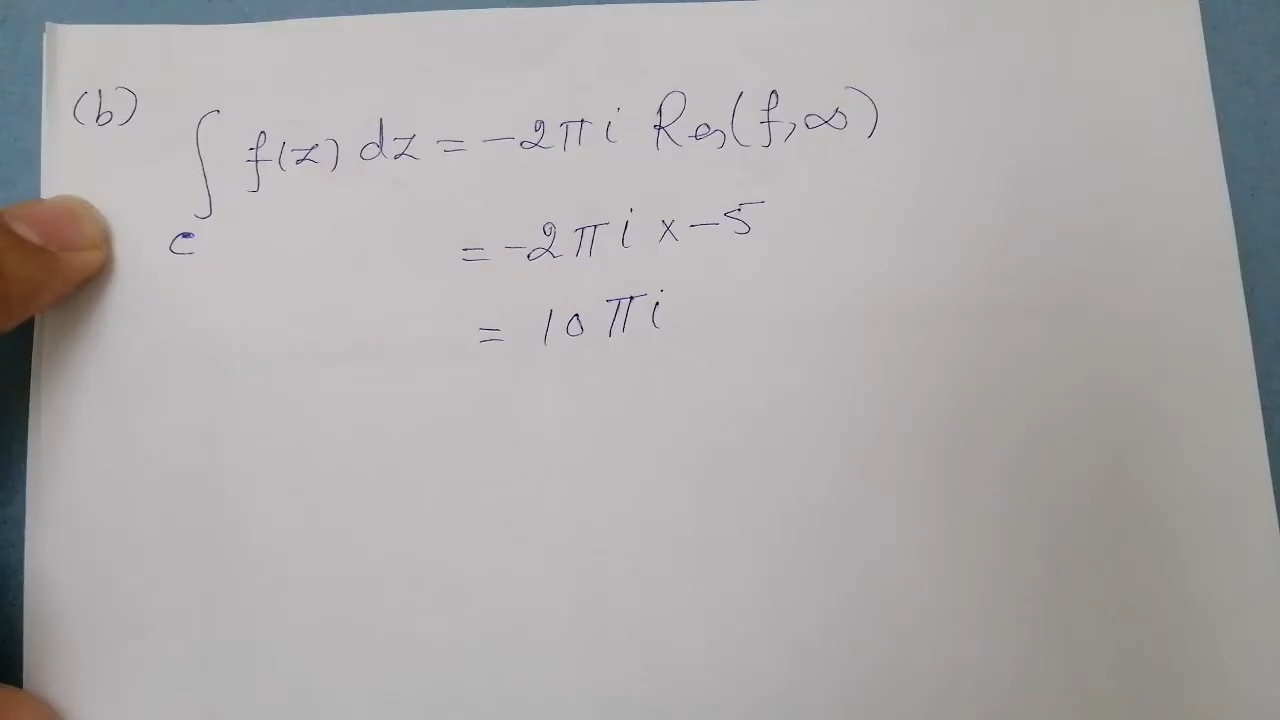 (b) ∫_C f(z) dz = -2πi Res(f,∞)
= -2πi × -5
= 10πi